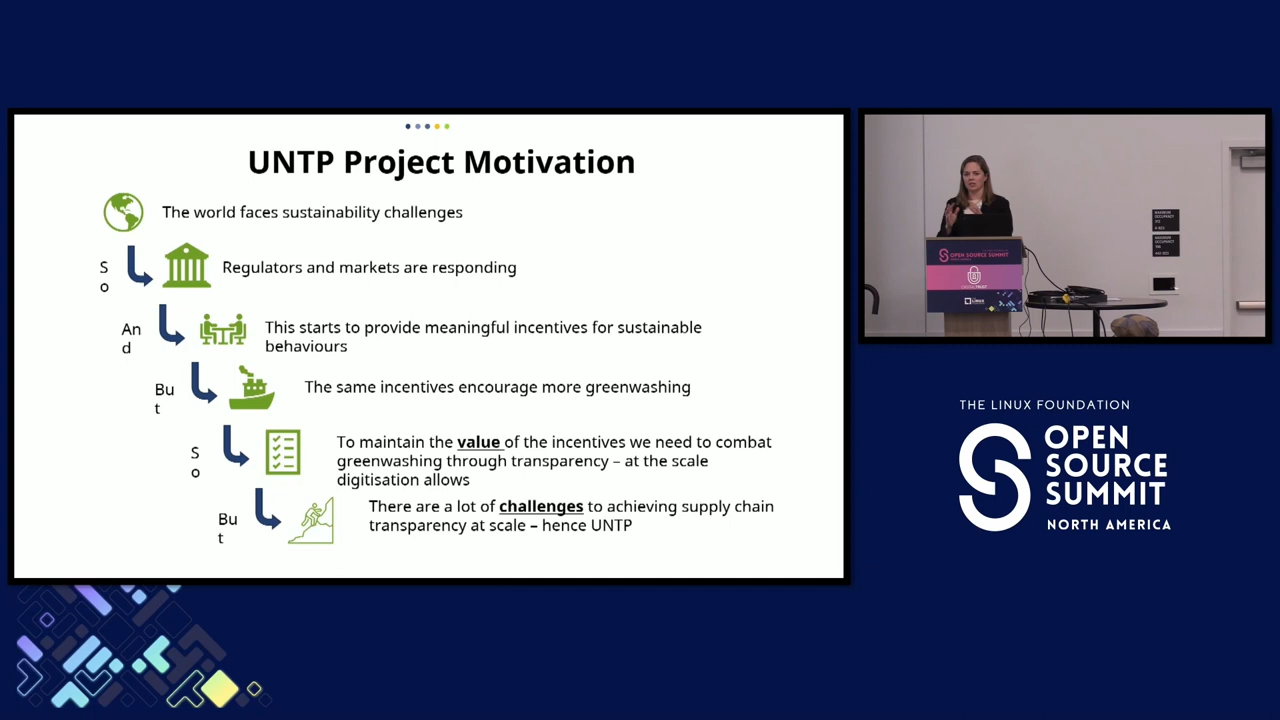 UNTP Project Motivation
The world faces sustainability challenges
S
o
Regulators and markets are responding
An
d
This starts to provide meaningful incentives for sustainable
behaviours
Bu
t
The same incentives encourage more greenwashing
S
o
To maintain the value of the incentives we need to combat
greenwashing through transparency – at the scale
digitisation allows
Bu
t
There are a lot of challenges to achieving supply chain
transparency at scale – hence UNTP
OPEN SOURCE SUMMIT
THE LINUX FOUNDATION
OPEN
SOURCE
SUMMIT
NORTH AMERICA